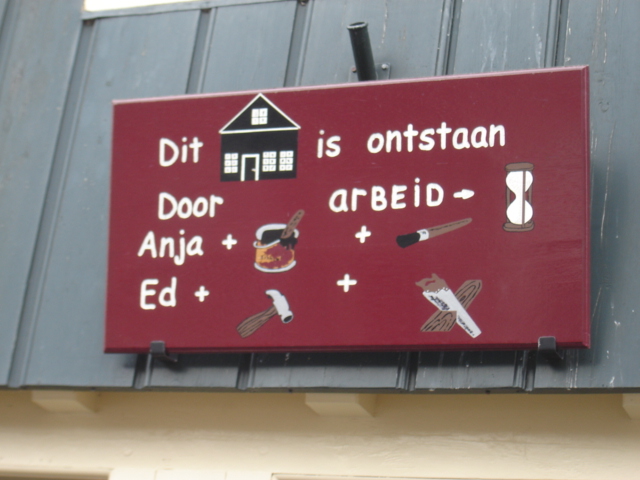 Dit is ontstaan
Door arBEiD →
Anja + +
Ed + +